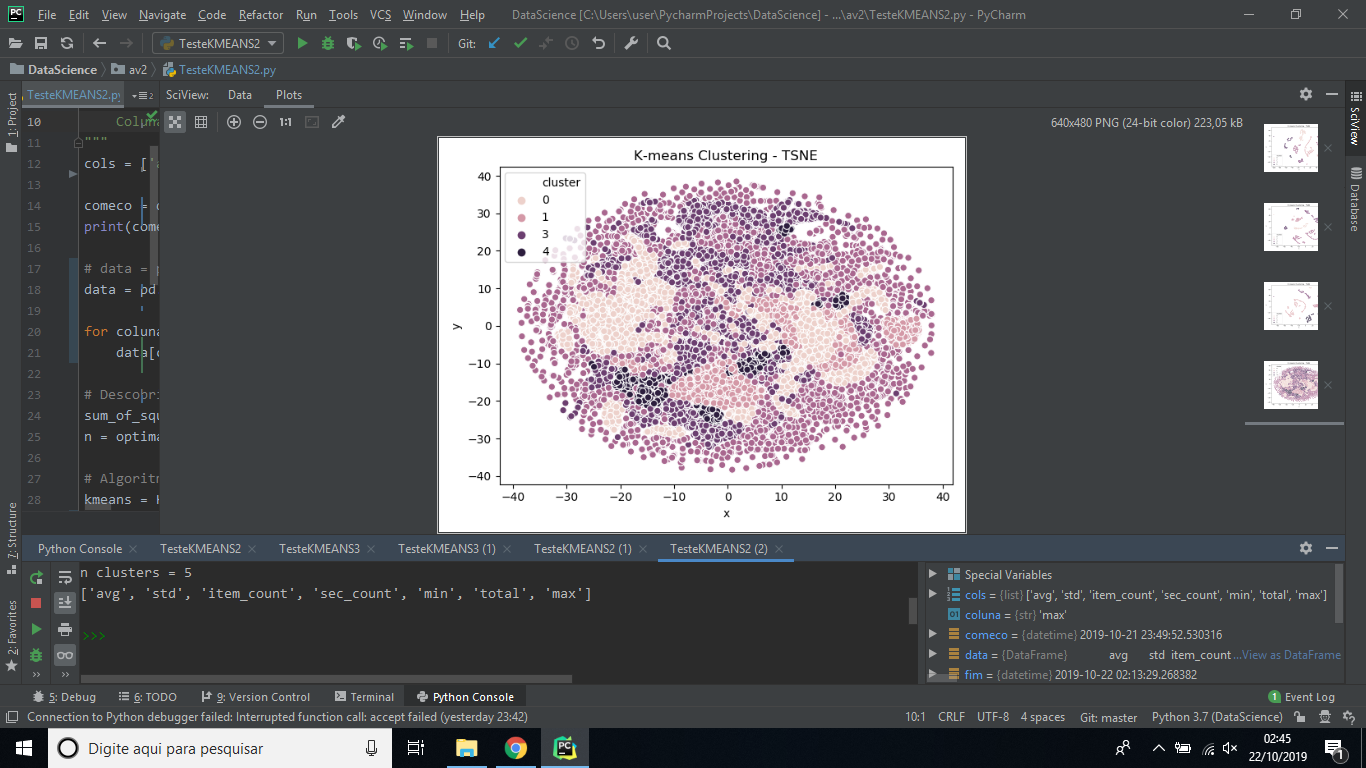 File Edit View Navigate Code Refactor Run Tools VCS Window Help DataScience [C:\Users\user\PycharmProjects\DataScience] - ...\av2\TesteKMEANS2.py - PyCharm
TesteKMEANS2 Git:
DataScience av2 TesteKMEANS2.py
TesteKMEANS2.py SciView: Data Plots
1:1 640x480 PNG (24-bit color) 223,05 kB
1: Project
7: Structure
2: Favorites
SciView
Database
10 Coluna
11 """
12 cols = ['a
13
14 comeco = d
15 print(come
16
17 # data = p
18 data = pd
19
20 for coluna
21 data[c
22
23 # Descobri
24 sum_of_squ
25 n = optima
26
27 # Algoritm
28 kmeans = K
K-means Clustering - TSNE
cluster
0
1
3
4
40
30
20
10
0
−10
−20
−30
−40
y
−40 −30 −20 −10 0 10 20 30 40
x
Python Console TesteKMEANS2 TesteKMEANS3 TesteKMEANS3 (1) TesteKMEANS2 (1) TesteKMEANS2 (2)
n clusters = 5
['avg', 'std', 'item_count', 'sec_count', 'min', 'total', 'max']
>>>
Special Variables
cols = {list} ['avg', 'std', 'item_count', 'sec_count', 'min', 'total', 'max']
coluna = {str} 'max'
comeco = {datetime} 2019-10-21 23:49:52.530316
data = {DataFrame} avg std item_count ...View as DataFrame
fim = {datetime} 2019-10-22 02:13:29.268382
5: Debug 6: TODO 9: Version Control Terminal Python Console 1 Event Log
Connection to Python debugger failed: Interrupted function call: accept failed (yesterday 23:42) 10:1 CRLF UTF-8 4 spaces Git: master Python 3.7 (DataScience)
Digite aqui para pesquisar
02:45
22/10/2019
1